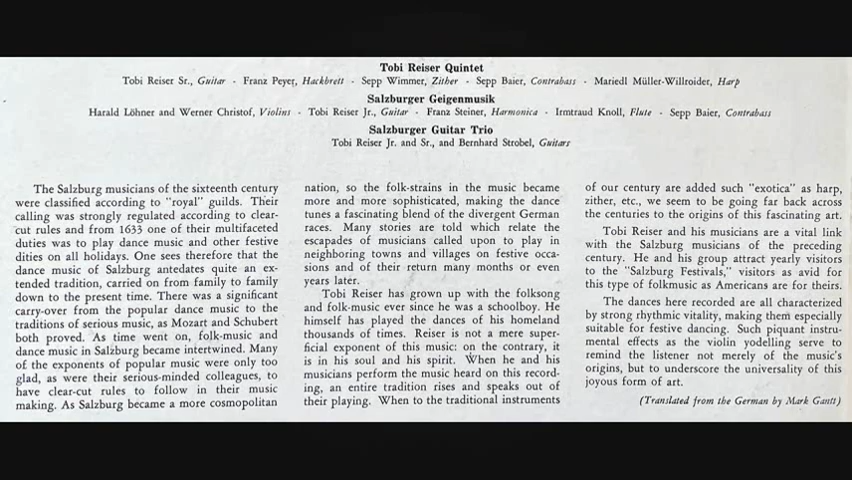 Tobi Reiser Quintet
Tobi Reiser Sr., Guitar - Franz Peyer, Hackbrett - Sepp Wimmer, Zither - Sepp Baier, Contrabass - Mariedl Müller-Willroider, Harp
Salzburger Geigenmusik
Harald Löhner and Werner Christof, Violins - Tobi Reiser Jr., Guitar - Franz Steiner, Harmonica - Irmtraud Knoll, Flute - Sepp Baier, Contrabass
Salzburger Guitar Trio
Tobi Reiser Jr. and Sr., and Bernhard Strobel, Guitars
The Salzburg musicians of the sixteenth century
were classified according to "royal" guilds. Their
calling was strongly regulated according to clear-
cut rules and from 1633 one of their multifaceted
duties was to play dance music and other festive
dities on all holidays. One sees therefore that the
dance music of Salzburg antedates quite an ex-
tended tradition, carried on from family to family
down to the present time. There was a significant
carry-over from the popular dance music to the
traditions of serious music, as Mozart and Schubert
both proved. As time went on, folk-music and
dance music in Salzburg became intertwined. Many
of the exponents of popular music were only too
glad, as were their serious-minded colleagues, to
have clear-cut rules to follow in their music
making. As Salzburg became a more cosmopolitan
nation, so the folk-strains in the music became
more and more sophisticated, making the dance
tunes a fascinating blend of the divergent German
races. Many stories are told which relate the
escapades of musicians called upon to play in
neighboring towns and villages on festive occa-
sions and of their return many months or even
years later.
Tobi Reiser has grown up with the folksong
and folk-music ever since he was a schoolboy. He
himself has played the dances of his homeland
thousands of times. Reiser is not a mere super-
ficial exponent of this music: on the contrary, it
is in his soul and his spirit. When he and his
musicians perform the music heard on this record-
ing, an entire tradition rises and speaks out of
their playing. When to the traditional instruments
of our century are added such "exotica" as harp,
zither, etc., we seem to be going far back across
the centuries to the origins of this fascinating art.
Tobi Reiser and his musicians are a vital link
with the Salzburg musicians of the preceding
century. He and his group attract yearly visitors
to the "Salzburg Festivals," visitors as avid for
this type of folkmusic as Americans are for theirs.
The dances here recorded are all characterized
by strong rhythmic vitality, making them especially
suitable for festive dancing. Such piquant instru-
mental effects as the violin yodelling serve to
remind the listener not merely of the music's
origins, but to underscore the universality of this
joyous form of art.
(Translated from the German by Mark Gantt)